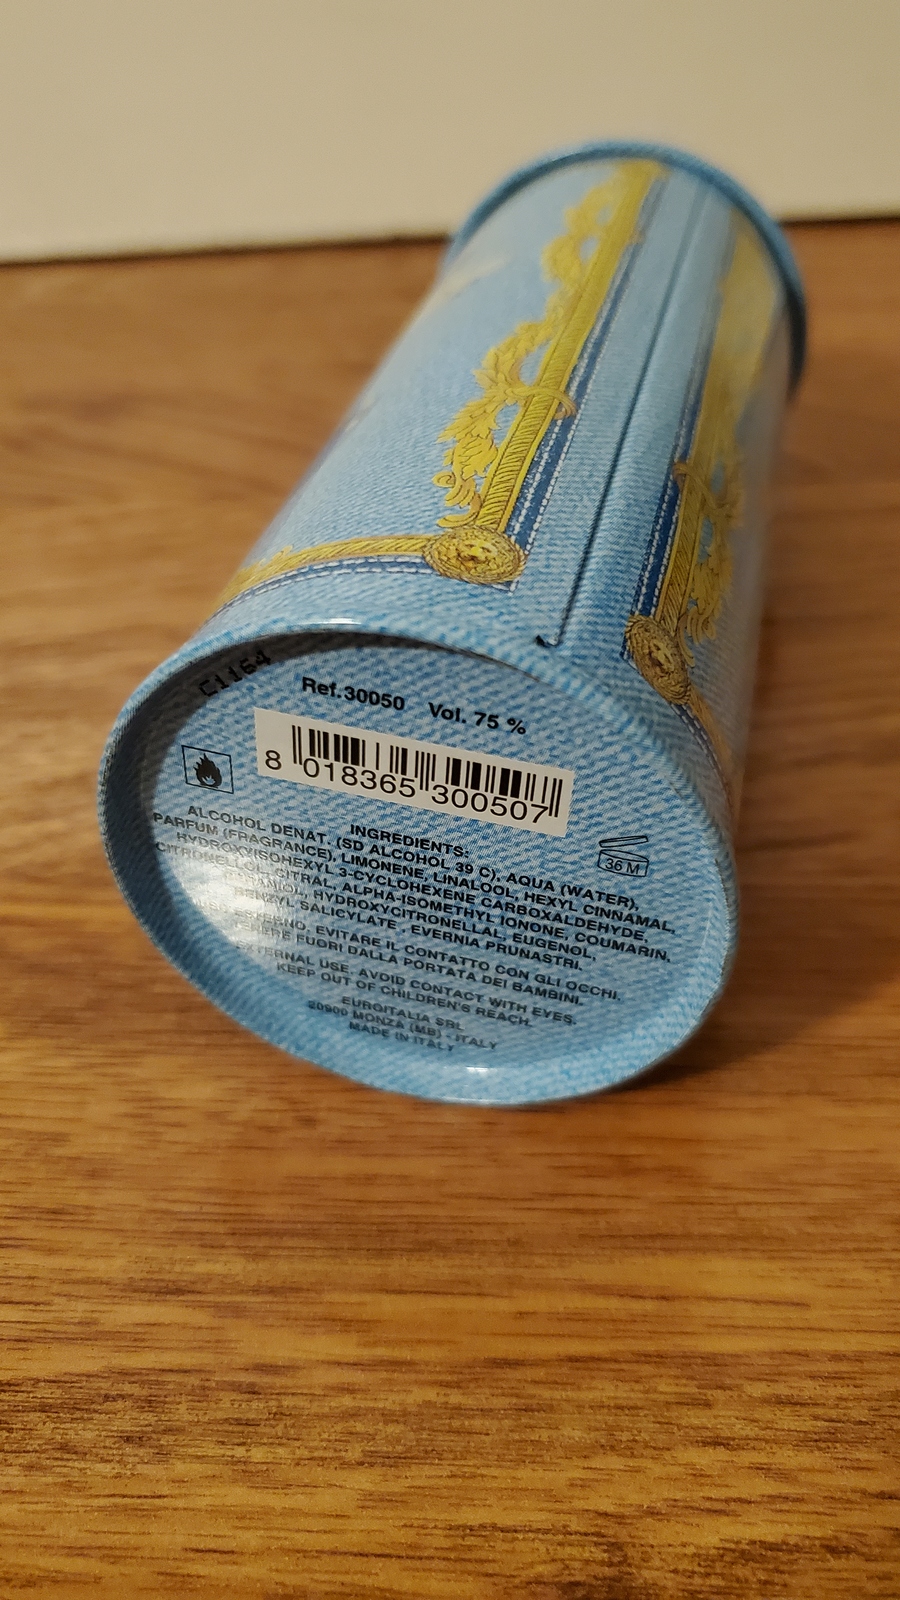 C1164
Ref.30050 Vol. 75 %
8 018365 300507
36 M
INGREDIENTS:
ALCOHOL DENAT. (SD ALCOHOL 39 C), AQUA (WATER),
PARFUM (FRAGRANCE), LIMONENE, LINALOOL, HEXYL CINNAMAL,
HYDROXYISOHEXYL 3-CYCLOHEXENE CARBOXALDEHYDE,
CITRONELLOL, CITRAL, ALPHA-ISOMETHYL IONONE, COUMARIN,
GERANIOL, HYDROXYCITRONELLAL, EUGENOL,
BENZYL SALICYLATE, EVERNIA PRUNASTRI.
USO ESTERNO. EVITARE IL CONTATTO CON GLI OCCHI.
TENERE FUORI DALLA PORTATA DEI BAMBINI.
EXTERNAL USE. AVOID CONTACT WITH EYES.
KEEP OUT OF CHILDREN'S REACH.
EUROITALIA SRL
20900 MONZA (MB) - ITALY
MADE IN ITALY